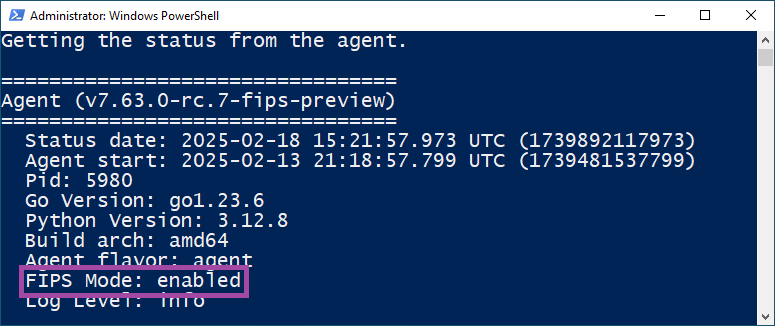 Administrator: Windows PowerShell
Getting the status from the agent.
=================================
Agent (v7.63.0-rc.7-fips-preview)
=================================
Status date: 2025-02-18 15:21:57.973 UTC (1739892117973)
Agent start: 2025-02-13 21:18:57.799 UTC (1739481537799)
Pid: 5980
Go Version: go1.23.6
Python Version: 3.12.8
Build arch: amd64
Agent flavor: agent
FIPS Mode: enabled
Log Level: info